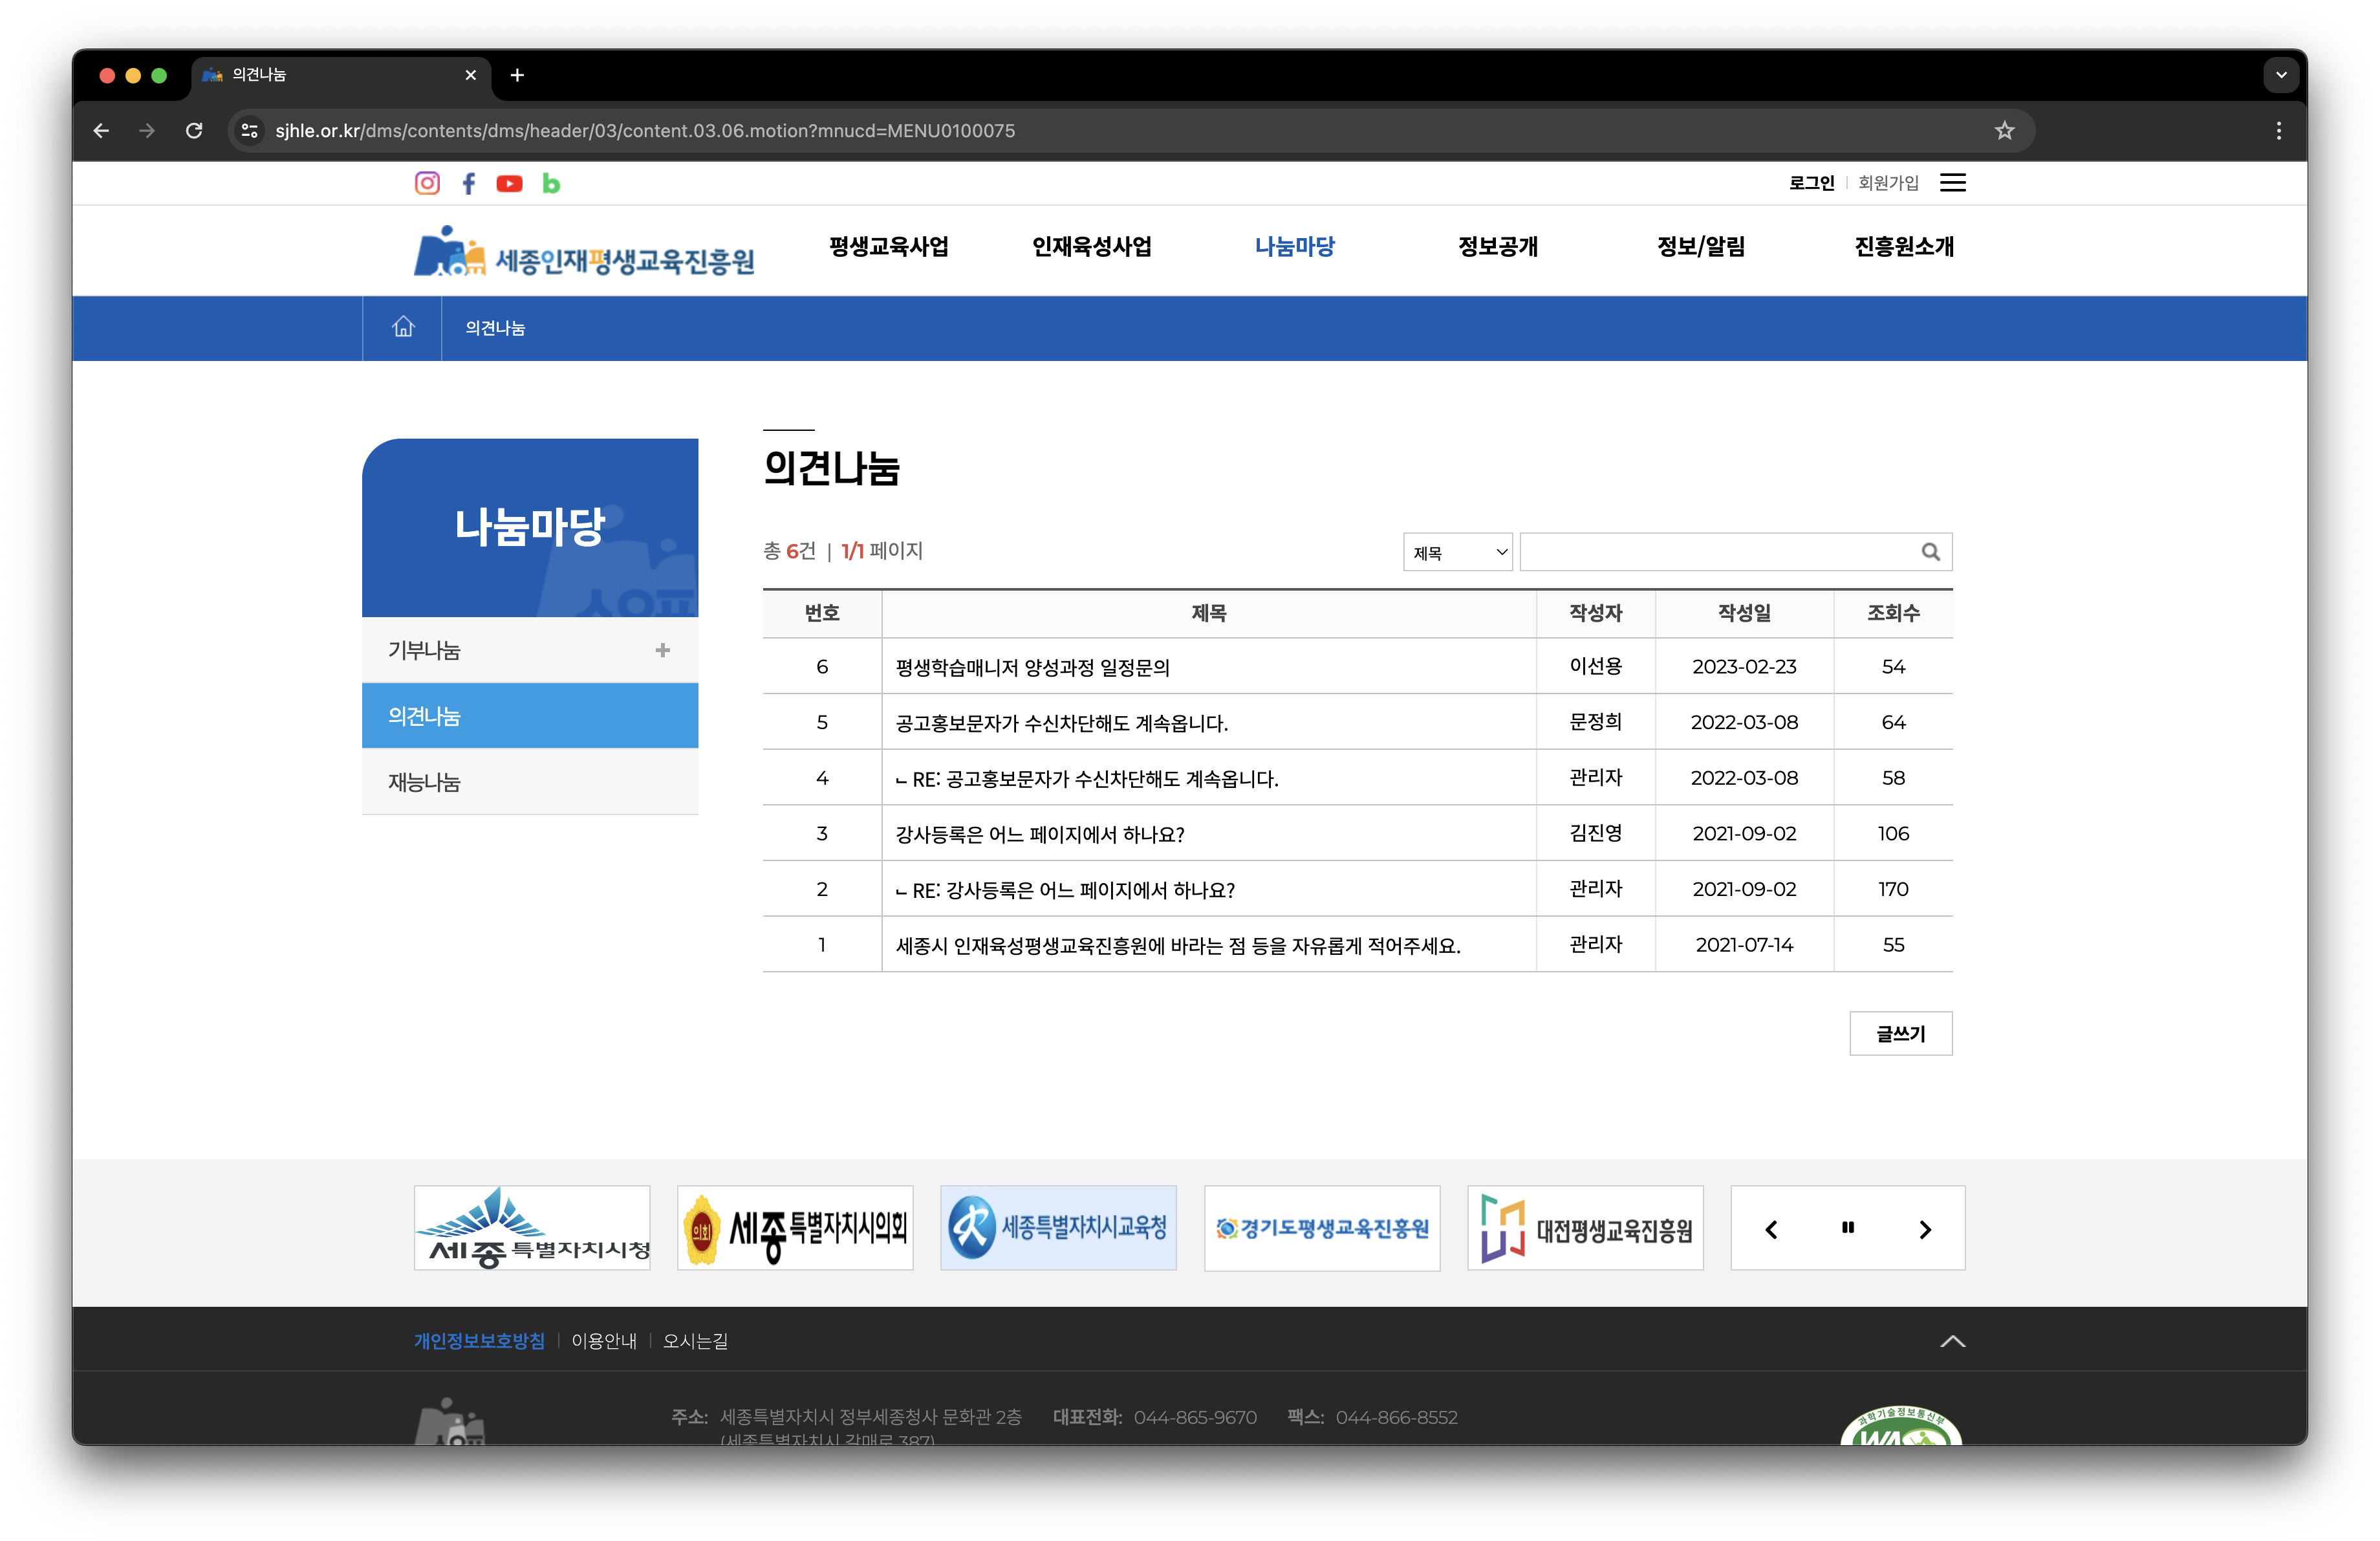 의견나눔
sjhle.or.kr/dms/contents/dms/header/03/content.03.06.motion?mnucd=MENU0100075
로그인 회원가입
세종인재평생교육진흥원 평생교육사업 인재육성사업 나눔마당 정보공개 정보/알림 진흥원소개
의견나눔
나눔마당
기부나눔
의견나눔
재능나눔
의견나눔
총 6건 | 1/1 페이지
제목
번호 제목 작성자 작성일 조회수
6 평생학습매니저 양성과정 일정문의 이선용 2023-02-23 54
5 공고홍보문자가 수신차단해도 계속옵니다. 문정희 2022-03-08 64
4 ㄴ RE: 공고홍보문자가 수신차단해도 계속옵니다. 관리자 2022-03-08 58
3 강사등록은 어느 페이지에서 하나요? 김진영 2021-09-02 106
2 ㄴ RE: 강사등록은 어느 페이지에서 하나요? 관리자 2021-09-02 170
1 세종시 인재육성평생교육진흥원에 바라는 점 등을 자유롭게 적어주세요. 관리자 2021-07-14 55
글쓰기
세종특별자치시청 의회 세종특별자치시의회 세종특별자치시교육청 경기도평생교육진흥원 대전평생교육진흥원
개인정보보호방침 이용안내 오시는길
주소: 세종특별자치시 정부세종청사 문화관 2층 대표전화: 044-865-9670 팩스: 044-866-8552
(세종특별자치시 갈매로 387)
과학기술정보통신부
WA